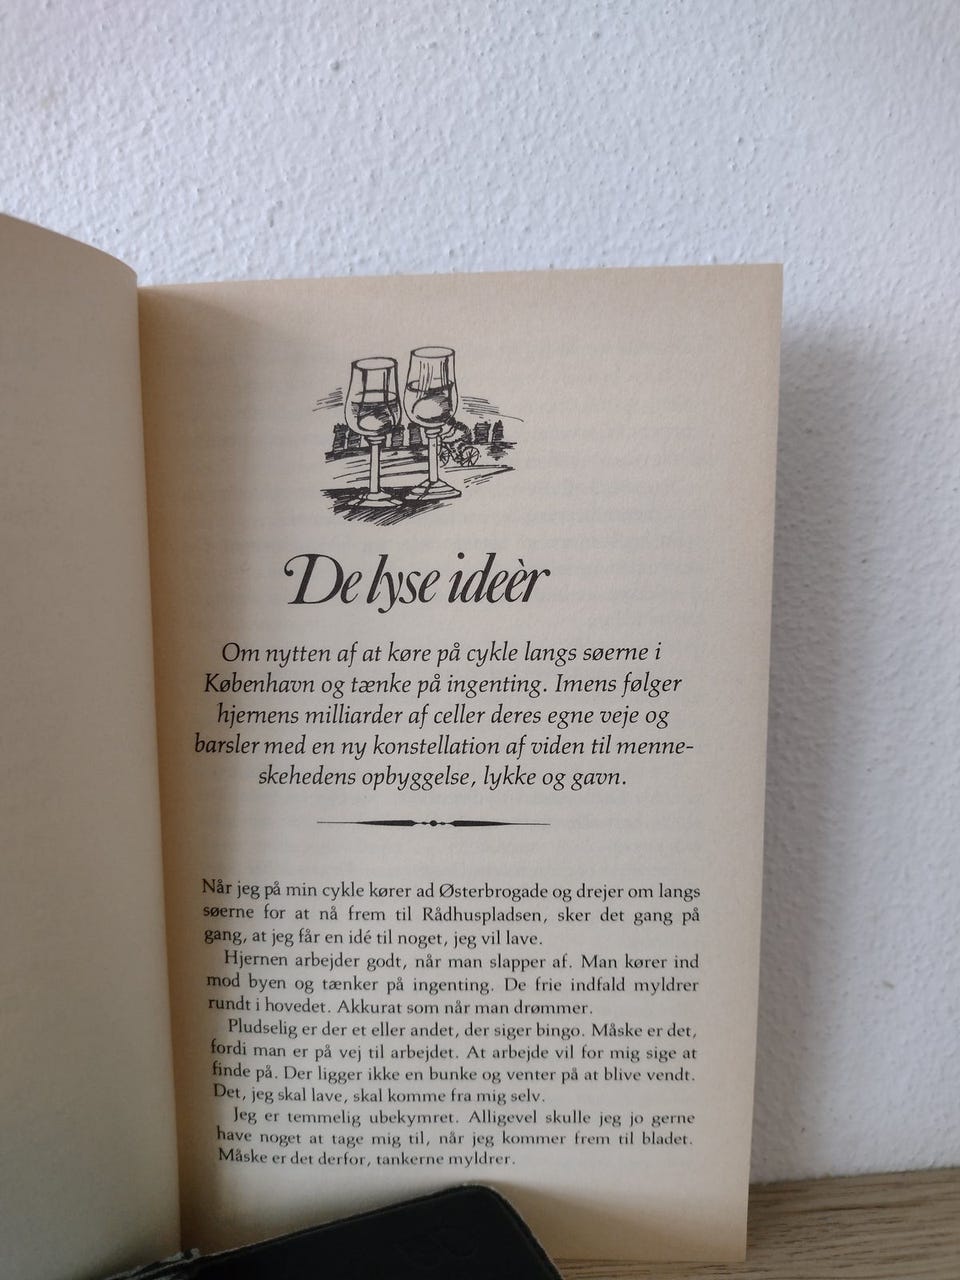 De lyse ideèr
Om nytten af at køre på cykle langs søerne i
København og tænke på ingenting. Imens følger
hjernens milliarder af celler deres egne veje og
barsler med en ny konstellation af viden til menne-
skehedens opbyggelse, lykke og gavn.
Når jeg på min cykle kører ad Østerbrogade og drejer om langs
søerne for at nå frem til Rådhuspladsen, sker det gang på
gang, at jeg får en idé til noget, jeg vil lave.
Hjernen arbejder godt, når man slapper af. Man kører ind
mod byen og tænker på ingenting. De frie indfald myldrer
rundt i hovedet. Akkurat som når man drømmer.
Pludselig er der et eller andet, der siger bingo. Måske er det,
fordi man er på vej til arbejdet. At arbejde vil for mig sige at
finde på. Der ligger ikke en bunke og venter på at blive vendt.
Det, jeg skal lave, skal komme fra mig selv.
Jeg er temmelig ubekymret. Alligevel skulle jeg jo gerne
have noget at tage mig til, når jeg kommer frem til bladet.
Måske er det derfor, tankerne myldrer.